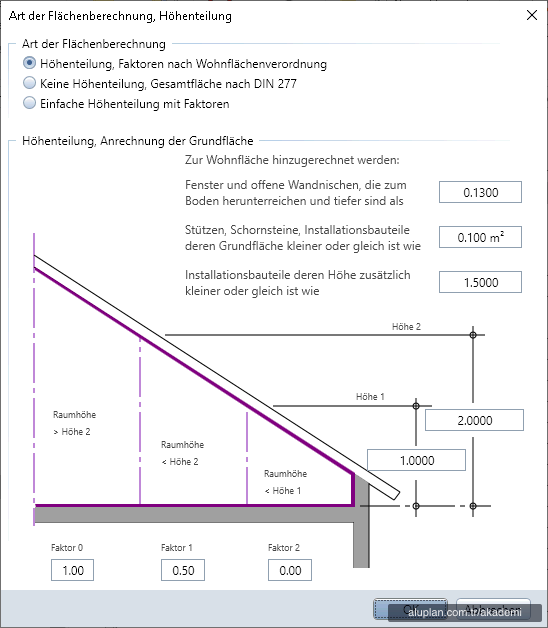 Art der Flächenberechnung, Höhenteilung
Art der Flächenberechnung
Höhenteilung, Faktoren nach Wohnflächenverordnung
Keine Höhenteilung, Gesamtfläche nach DIN 277
Einfache Höhenteilung mit Faktoren
Höhenteilung, Anrechnung der Grundfläche
Zur Wohnfläche hinzugerechnet werden:
Fenster und offene Wandnischen, die zum
Boden herunterreichen und tiefer sind als
0.1300
Stützen, Schornsteine, Installationsbauteile
deren Grundfläche kleiner oder gleich ist wie
0.100 m²
Installationsbauteile deren Höhe zusätzlich
kleiner oder gleich ist wie
1.5000
Höhe 2
Höhe 1
2.0000
1.0000
Raumhöhe
> Höhe 2
Raumhöhe
< Höhe 2
Raumhöhe
< Höhe 1
Faktor 0
Faktor 1
Faktor 2
1.00
0.50
0.00
aluplan.com.tr/akademi